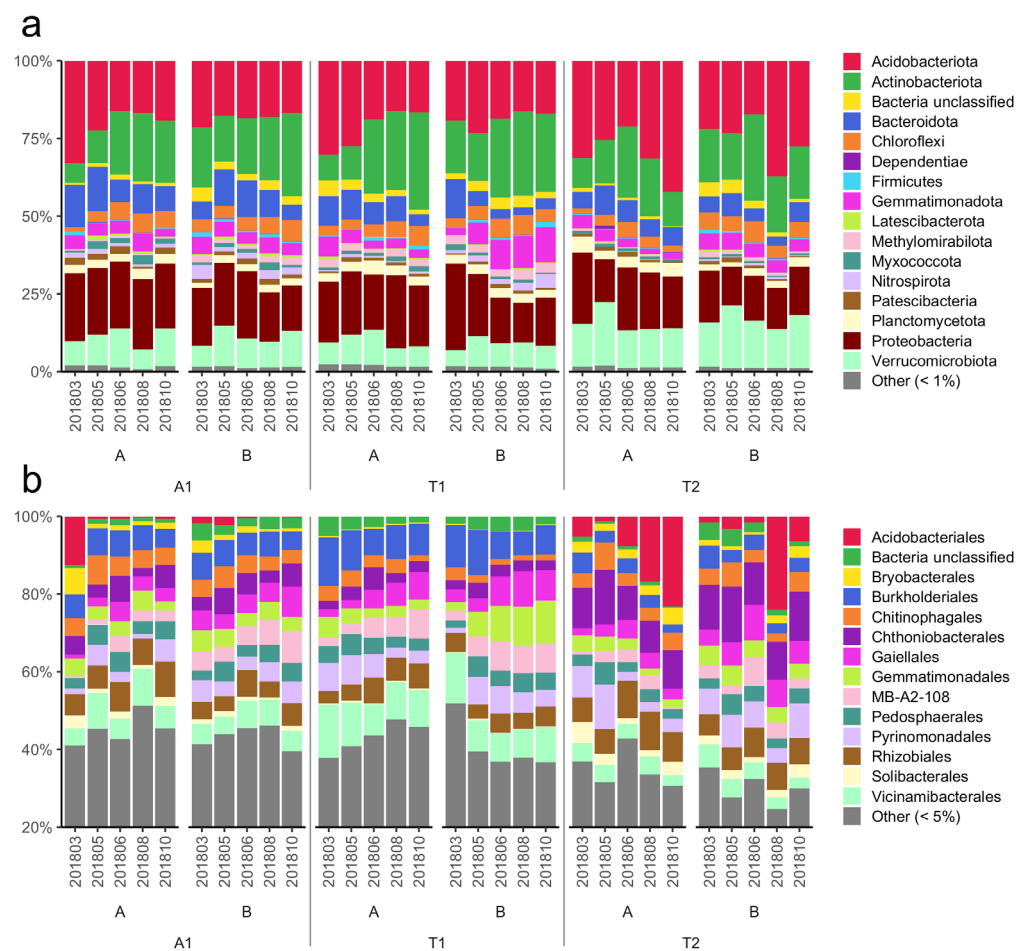 a
100%
75%
50%
25%
0%
201803 201805 201806 201808 201810 201803 201805 201806 201808 201810 201803 201805 201806 201808 201810 201803 201805 201806 201808 201810 201803 201805 201806 201808 201810 201803 201805 201806 201808 201810
A B A B A B
A1 T1 T2
Acidobacteriota
Actinobacteriota
Bacteria unclassified
Bacteroidota
Chloroflexi
Dependentiae
Firmicutes
Gemmatimonadota
Latescibacterota
Methylomirabilota
Myxococcota
Nitrospirota
Patescibacteria
Planctomycetota
Proteobacteria
Verrucomicrobiota
Other (< 1%)
b
100%
80%
60%
40%
20%
201803 201805 201806 201808 201810 201803 201805 201806 201808 201810 201803 201805 201806 201808 201810 201803 201805 201806 201808 201810 201803 201805 201806 201808 201810 201803 201805 201806 201808 201810
A B A B A B
A1 T1 T2
Acidobacteriales
Bacteria unclassified
Bryobacterales
Burkholderiales
Chitinophagales
Chthoniobacterales
Gaiellales
Gemmatimonadales
MB-A2-108
Pedosphaerales
Pyrinomonadales
Rhizobiales
Solibacterales
Vicinamibacterales
Other (< 5%)